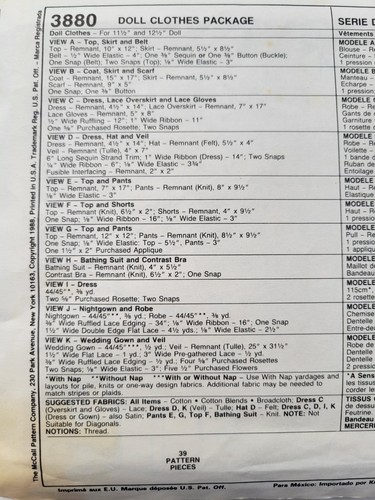 3880 DOLL CLOTHES PACKAGE SERIE D
Doll Clothes – For 11½" and 12½" Doll
VIEW A – Top, Skirt and Belt
Top - Remnant, 10" x 12"; Skirt - Remnant, 5½" x 8½"
Belt – ½" Wide Elastic - 4"; One ⅜" Sequin or One ⅜" Button (Buckle);
One Snap (Belt); Two Snaps (Top); ⅛" Wide Elastic - 3"
VIEW B – Coat, Skirt and Scarf
Coat - Remnant, 15" x 17"; Skirt - Remnant, 5½" x 8½"
Scarf - Remnant, 9" x 5"
One Snap; One ⅜" Button
VIEW C – Dress, Lace Overskirt and Lace Gloves
Dress - Remnant, 4½" x 14"; Lace Overskirt - Remnant, 7" x 17"
Lace Gloves - Remnant, 5" x 8"
½" Wide Ruffling - 12"; 1" Wide Ribbon - 11"
One ⅝" Purchased Rosette; Two Snaps
VIEW D – Dress, Hat and Veil
Dress - Remnant, 4½" x 14"; Hat - Remnant (Felt), 5½" x 4"
Veil - Remnant (Tulle), 4" x 7"
6" Long Sequin Strand Trim; 1" Wide Ribbon (Dress) - 14"; Two Snaps
Wide Ribbon - 6"; ⅛" Wide Elastic - 3¾"
Fusible Interfacing - Remnant, 2" x 2"
VIEW E – Top and Pants
Top - Remnant, 7" x 17"; Pants - Remnant (Knit), 8" x 9½"
⅛" Wide Elastic - 3"
VIEW F – Top and Shorts
Top - Remnant (Knit), 6½" x 2"; Shorts - Remnant, 4" x 9½"
One Snap; ⅛" Wide Ribbon - 16"; ⅛" Wide Elastic - 3"
VIEW G – Top and Pants
Top - Remnant, 12" x 12"; Pants - Remnant (Knit), 8½" x 9½"
One Snap; ⅛" Wide Elastic: Top - 5½", Pants - 3"
One 1½" x 2" Purchased Applique
VIEW H – Bathing Suit and Contrast Bra
Bathing Suit - Remnant (Knit), 4" x 5½"
Contrast Bra - Remnant (Knit), 6½" x 2"; One Snap
VIEW I – Dress
44/45"**, ⅜ yd.
Two ⅝" Purchased Rosette; Two Snaps
VIEW J – Nightgown and Robe
Nightgown - 44/45"***, ⅜ yd.; Robe - 44/45"***, ⅜ yd.
⅜" Wide Ruffled Lace Edging - 34"; ⅛" Wide Ribbon - 16"; One Snap
1½" Wide Double Edge Flat Lace - 4½ yds.; ⅛" Wide Elastic - 2½"
VIEW K – Wedding Gown and Veil
Wedding Gown - 44/45"***, ½ yd.; Veil - Remnant (Tulle), 25" x 31½"
1½" Wide Flat Lace - 1 yd.; 3" Wide Pre-gathered Lace - ½ yd.
⅜" Wide Ruffled Lace Edging - ½ yd.; Four ⅝" Purchased Rosettes
Two Snaps; ⅛" Wide Elastic - 3"; Five ½" Purchased Flowers
*With Nap **Without Nap ***With or Without Nap – Use With Nap yardages and
layouts for pile, knits or one-way design fabrics. Additional fabric may be needed to
match stripes or plaids.
SUGGESTED FABRICS: All Items - Cotton • Cotton Blends • Broadcloth; Dress C
(Overskirt and Gloves) - Lace; Dress D, K (Veil) - Tulle; Hat D - Felt; Dress C, D, I, K
(Dress or Gown) - also Satin; Pants E, G, Top F, Bathing Suit - Knit. NOTE: Not
Suitable for Diagonals.
NOTIONS: Thread.
39
PATTERN
PIECES
Imprimé aux E.U. Marque déposée U.S. Pat. Off. Para México: Importado por K
The McCall Pattern Company, 230 Park Avenue, New York 10169, Copyright 1988, Printed in U.S.A. Trademark Reg. U.S. Pat. Off. - Marca Registrada